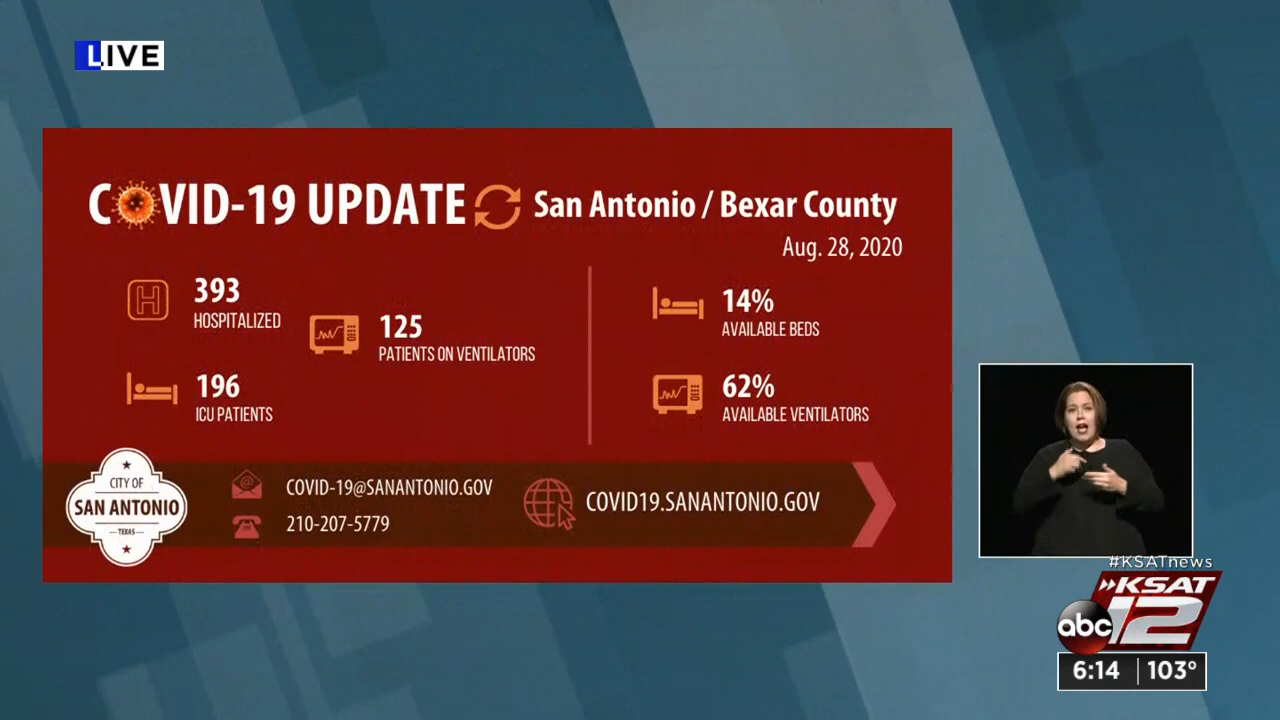 LIVE
COVID-19 UPDATE
San Antonio / Bexar County
Aug. 28, 2020
393
HOSPITALIZED
125
PATIENTS ON VENTILATORS
196
ICU PATIENTS
14%
AVAILABLE BEDS
62%
AVAILABLE VENTILATORS
CITY OF
SAN ANTONIO
TEXAS
COVID-19@SANANTONIO.GOV
210-207-5779
COVID19.SANANTONIO.GOV
#KSATnews
KSAT
abc 12
6:14 103°